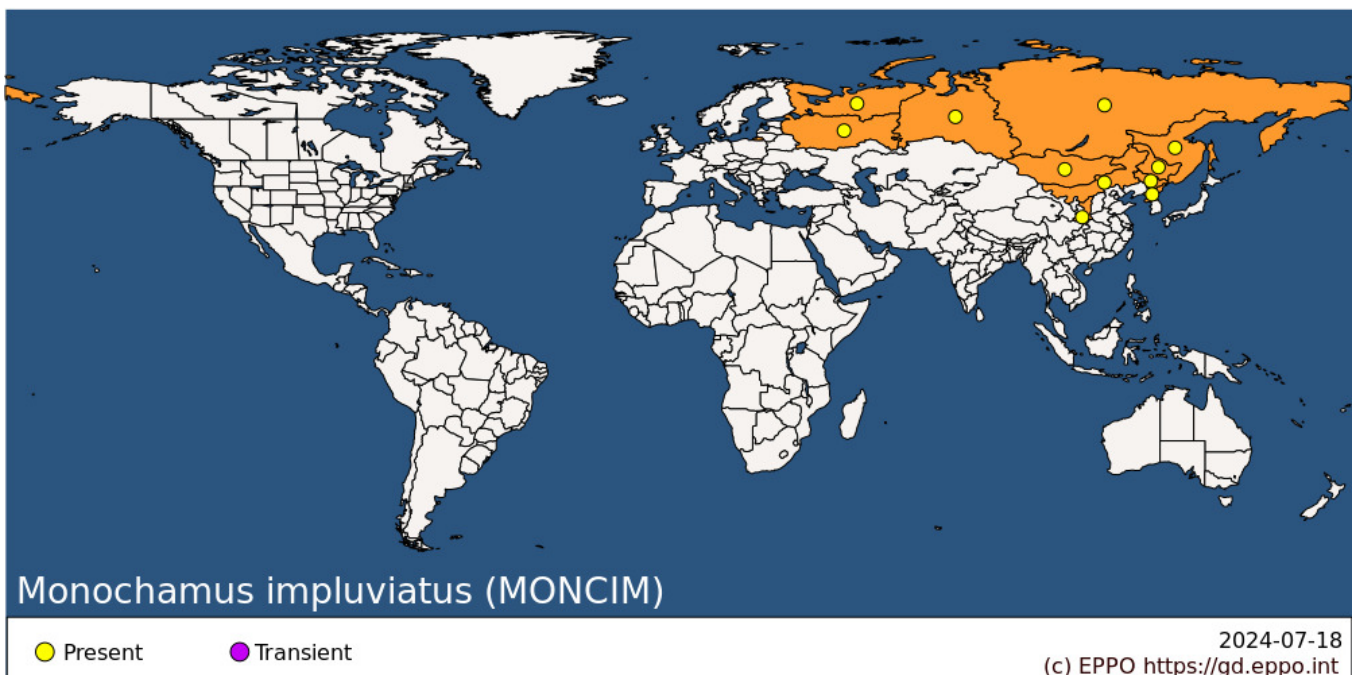 Monochamus impluviatus (MONCIM)
Present
Transient
2024-07-18
(c) EPPO https://gd.eppo.int